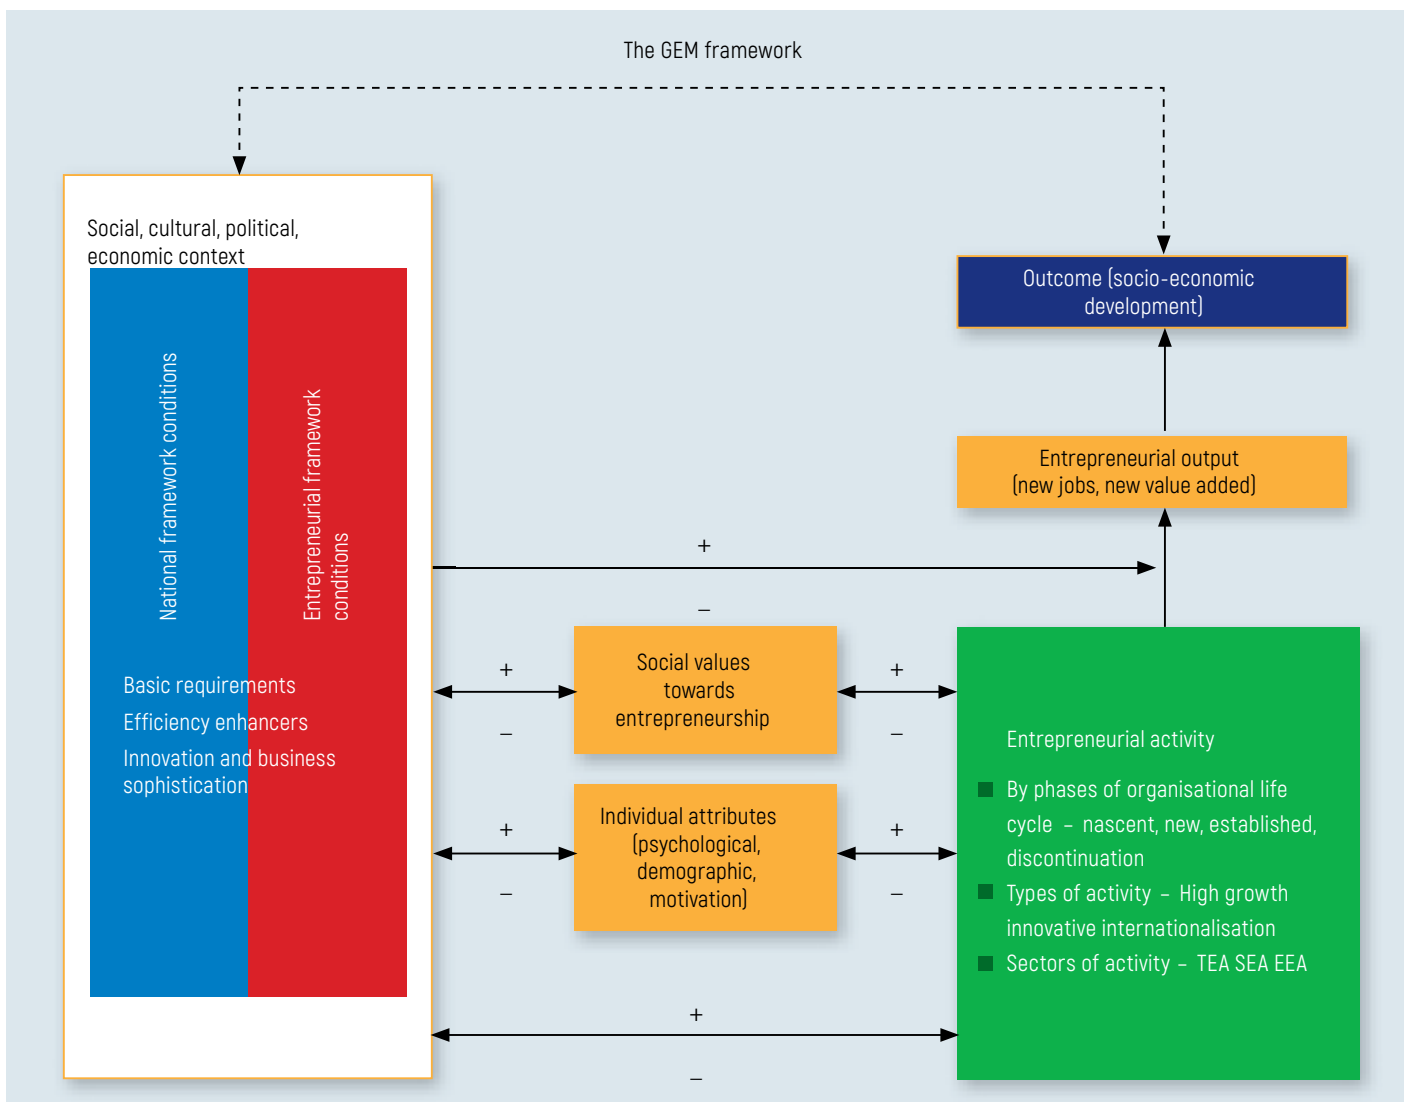 The GEM framework
Social, cultural, political,
economic context
National framework conditions
Entrepreneurial framework
conditions
Basic requirements
Efficiency enhancers
Innovation and business
sophistication
Outcome (socio-economic
development)
Entrepreneurial output
(new jobs, new value added)
+
–
+
–
Social values
towards
entrepreneurship
+
–
+
–
Individual attributes
(psychological,
demographic,
motivation)
+
–
Entrepreneurial activity
By phases of organisational life
cycle – nascent, new, established,
discontinuation
Types of activity – High growth
innovative internationalisation
Sectors of activity – TEA SEA EEA
+
–